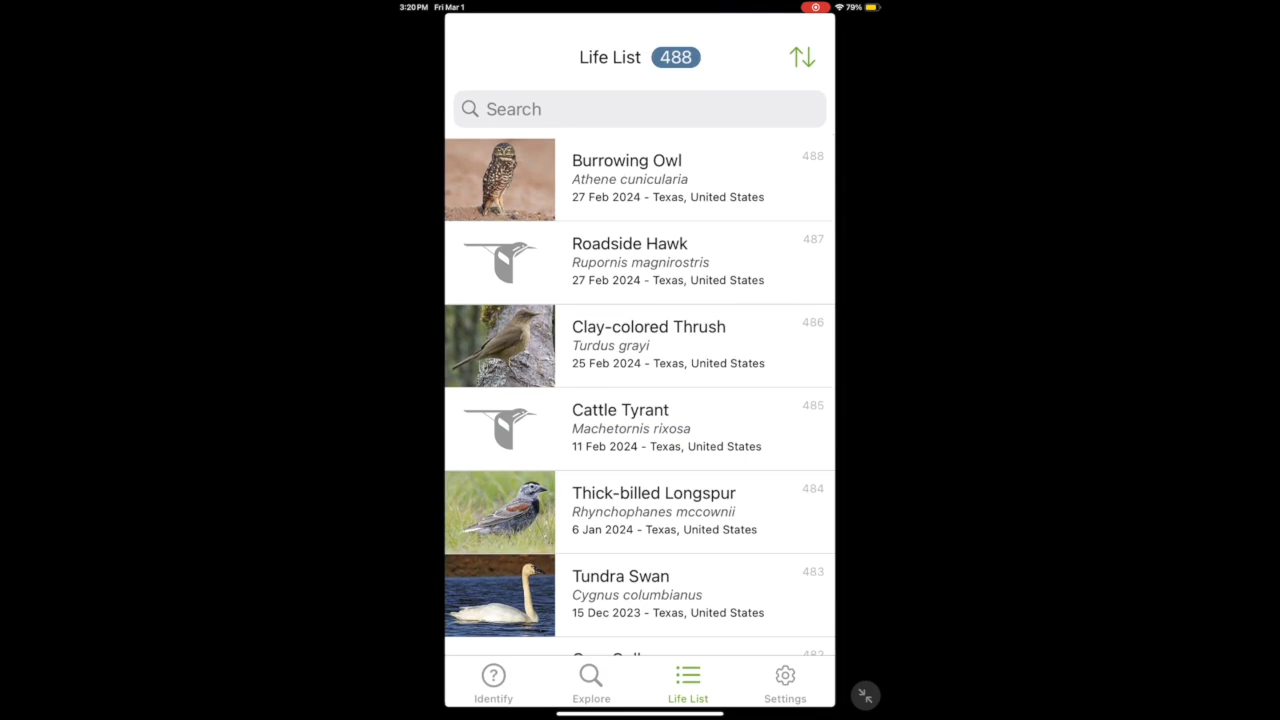 3:20 PM Fri Mar 1
79%
Life List 488
Search
Burrowing Owl
488
Athene cunicularia
27 Feb 2024 - Texas, United States
Roadside Hawk
487
Rupornis magnirostris
27 Feb 2024 - Texas, United States
Clay-colored Thrush
486
Turdus grayi
25 Feb 2024 - Texas, United States
Cattle Tyrant
485
Machetornis rixosa
11 Feb 2024 - Texas, United States
Thick-billed Longspur
484
Rhynchophanes mccownii
6 Jan 2024 - Texas, United States
Tundra Swan
483
Cygnus columbianus
15 Dec 2023 - Texas, United States
Identify Explore Life List Settings